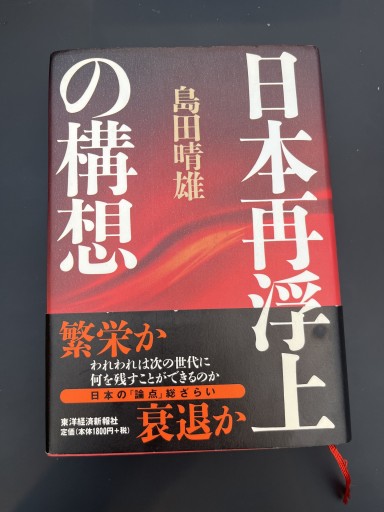 日本再浮上
の構想
島田晴雄
繁栄か
われわれは次の世代に
何を残すことができるのか
日本の「論点」総ざらい
衰退か
東洋経済新報社
定価(本体1800円+税)